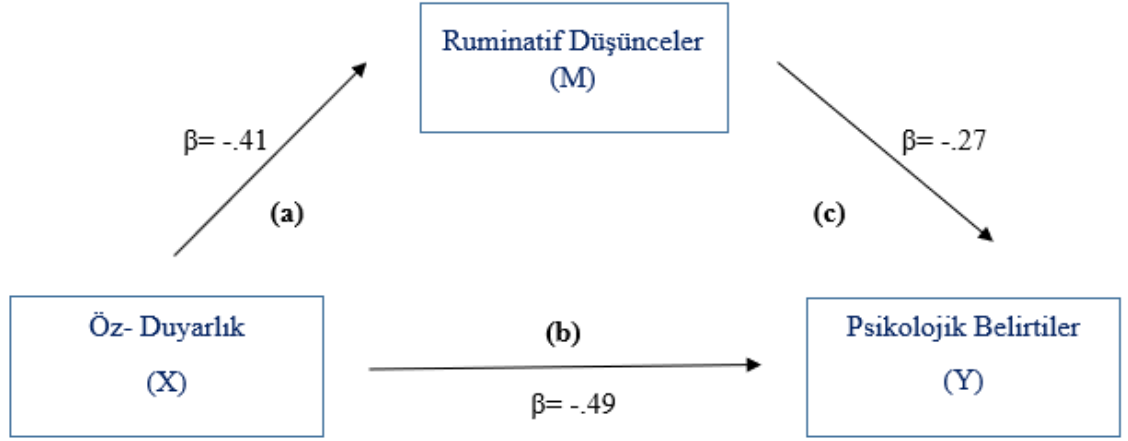 Ruminatif Düşünceler
(M)
β= -.41
β= -.27
(a)
(c)
Öz- Duyarlık
(X)
(b)
β= -.49
Psikolojik Belirtiler
(Y)